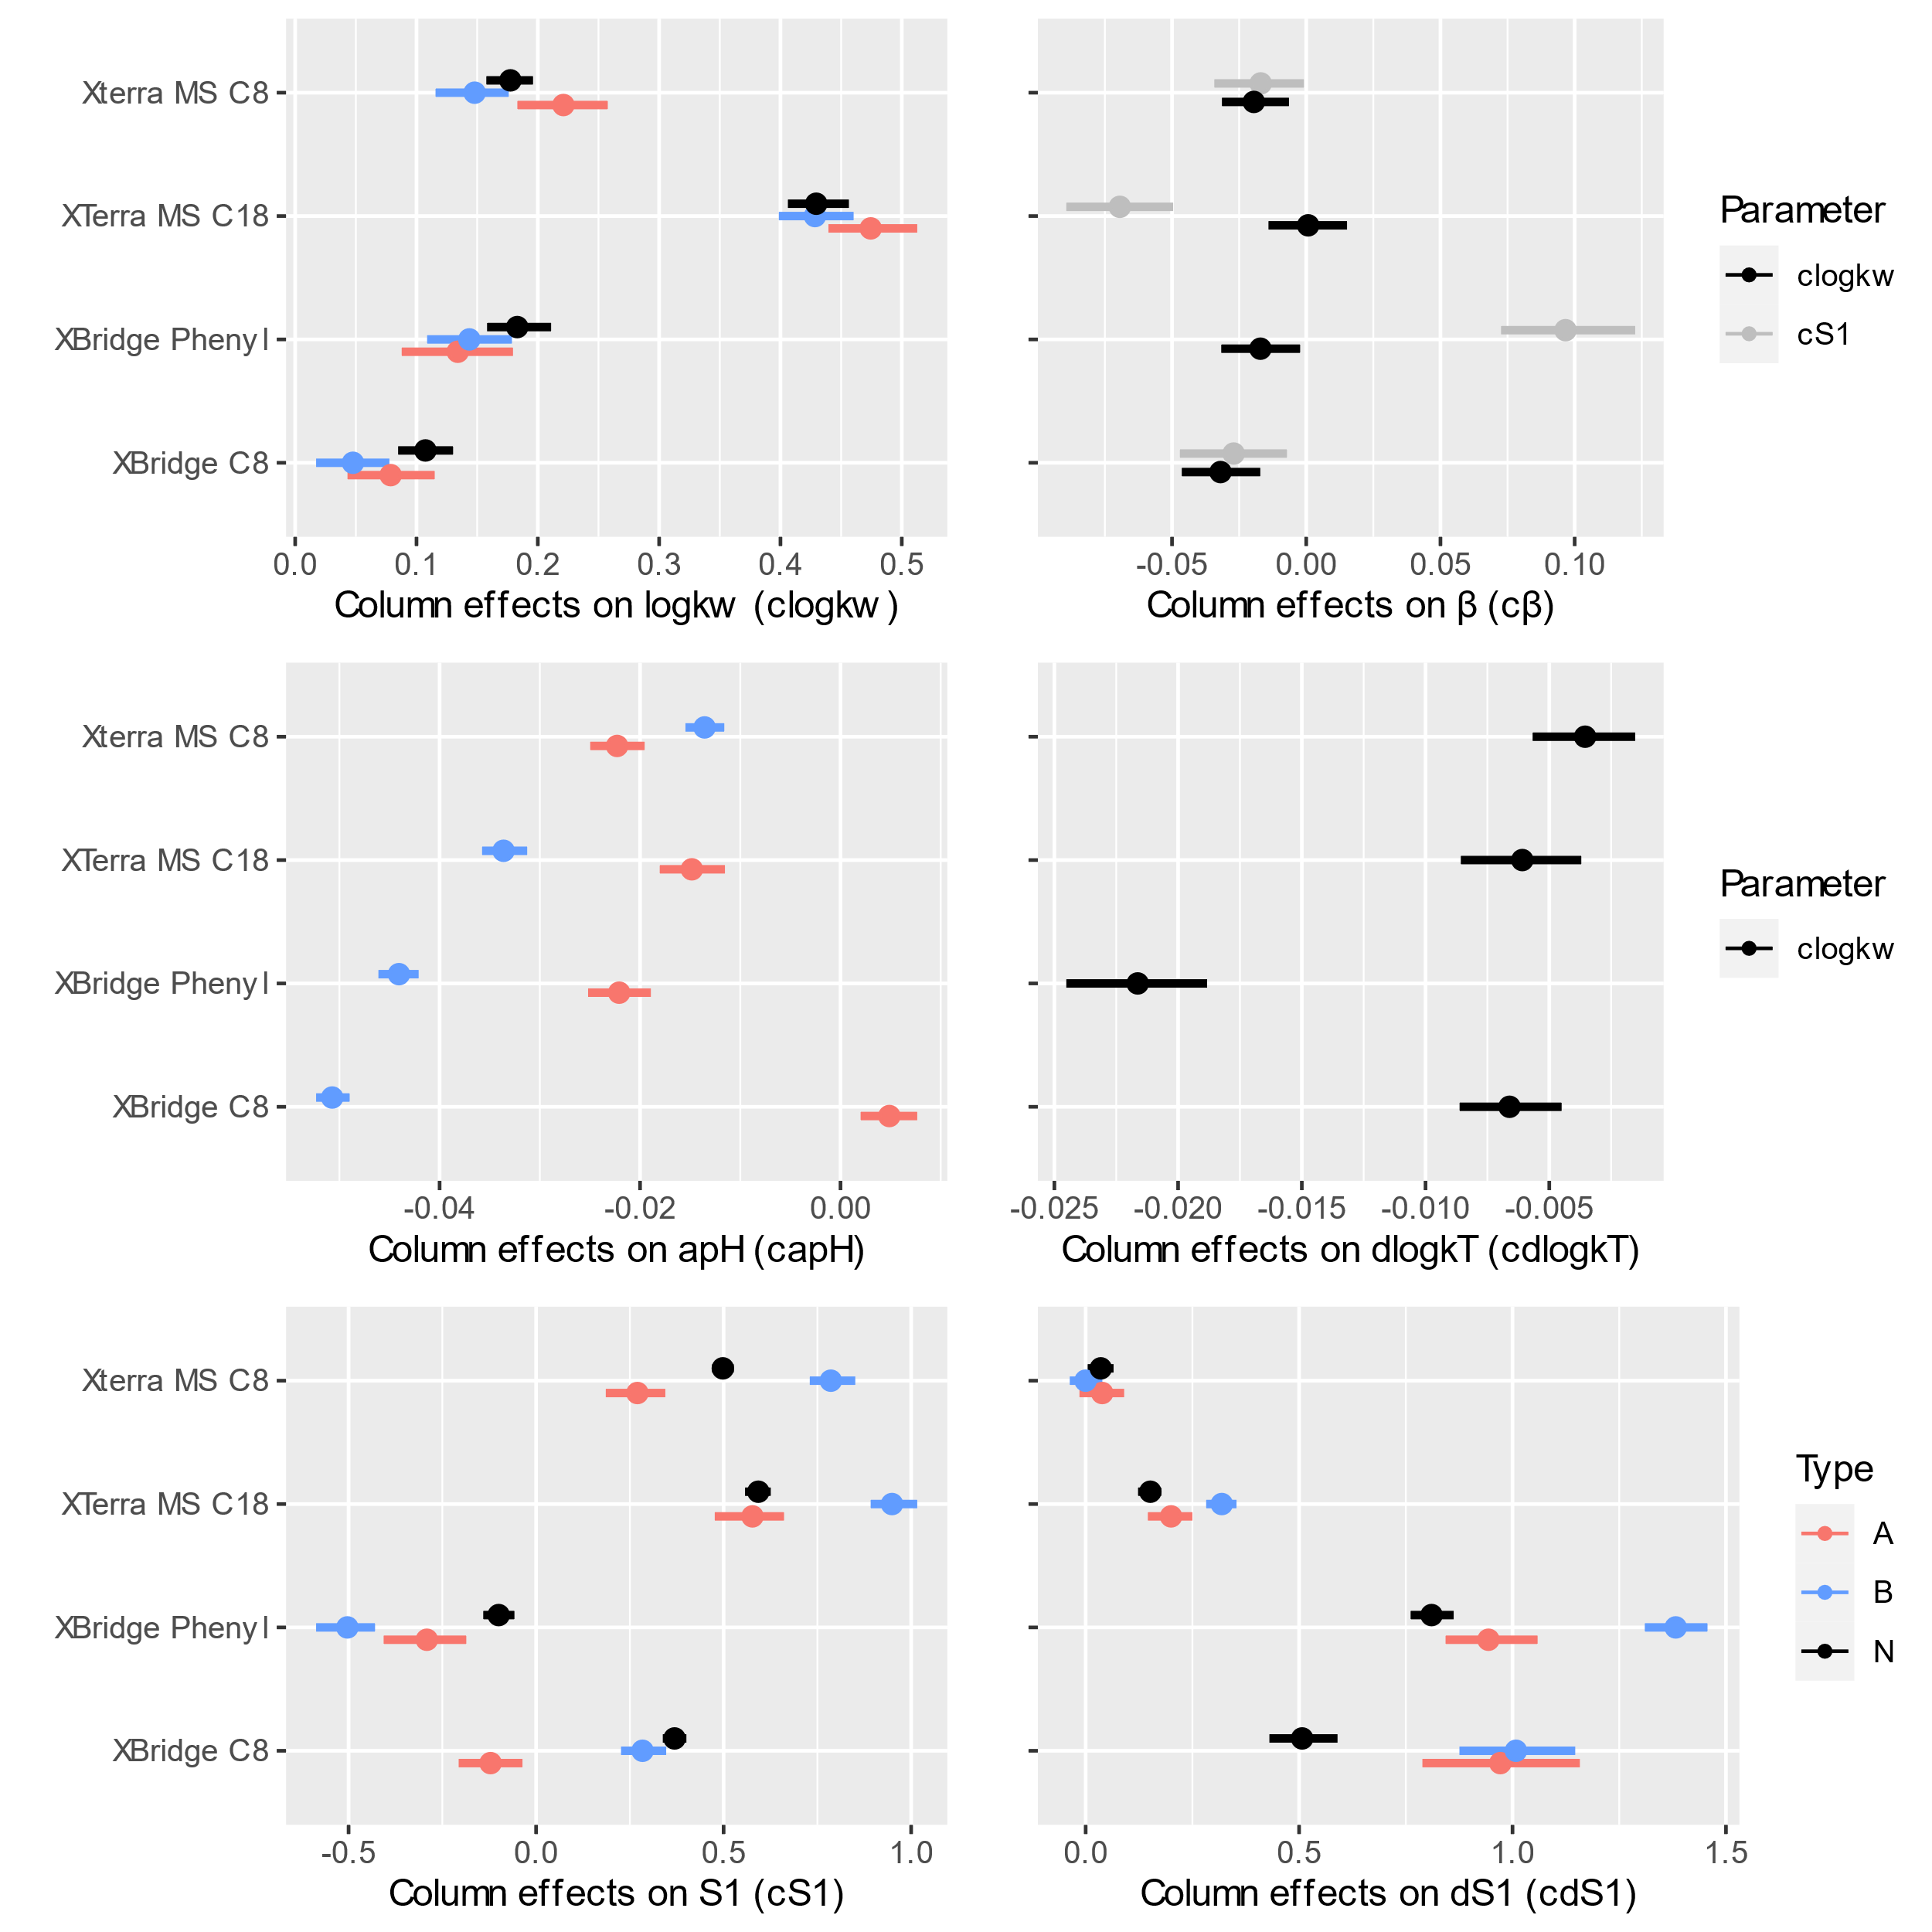 Xterra MS C8
XTerra MS C18
XBridge Phenyl
XBridge C8
0.0 0.1 0.2 0.3 0.4 0.5
Column effects on logkw (clogkw)
-0.05 0.00 0.05 0.10
Column effects on β (cβ)
Parameter
clogkw
cS1
Xterra MS C8
XTerra MS C18
XBridge Phenyl
XBridge C8
-0.04 -0.02 0.00
Column effects on apH (capH)
-0.025 -0.020 -0.015 -0.010 -0.005
Column effects on dlogkT (cdlogkT)
Parameter
clogkw
Xterra MS C8
XTerra MS C18
XBridge Phenyl
XBridge C8
-0.5 0.0 0.5 1.0
Column effects on S1 (cS1)
0.0 0.5 1.0 1.5
Column effects on dS1 (cdS1)
Type
A
B
N